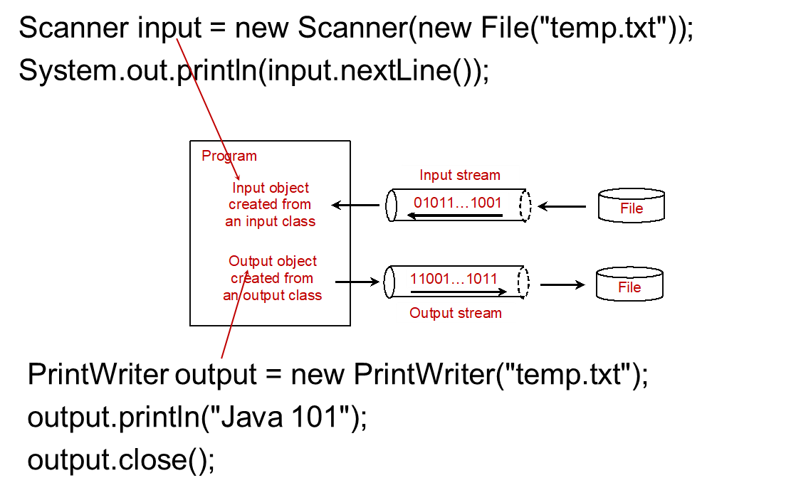 Scanner input = new Scanner(new File("temp.txt"));
System.out.println(input.nextLine());
Program
Input object
created from
an input class
Input stream
01011…1001
File
Output object
created from
an output class
11001…1011
Output stream
File
PrintWriter output = new PrintWriter("temp.txt");
output.println("Java 101");
output.close();